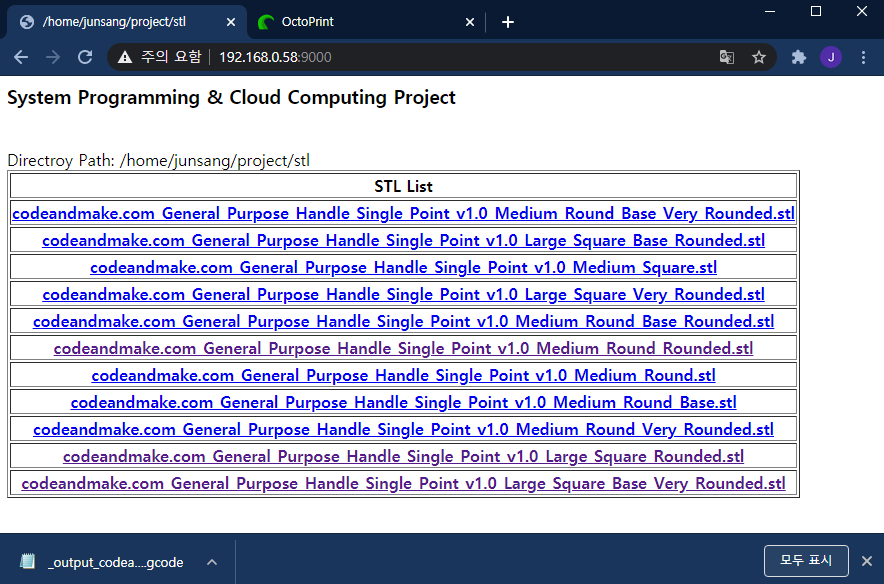 /home/junsang/project/stl
OctoPrint
주의 요함 192.168.0.58:9000
J
System Programming & Cloud Computing Project
Directroy Path: /home/junsang/project/stl
STL List
codeandmake.com_General_Purpose_Handle_Single_Point_v1.0_Medium_Round_Base_Very_Rounded.stl
codeandmake.com_General_Purpose_Handle_Single_Point_v1.0_Large_Square_Base_Rounded.stl
codeandmake.com_General_Purpose_Handle_Single_Point_v1.0_Medium_Square.stl
codeandmake.com_General_Purpose_Handle_Single_Point_v1.0_Large_Square_Very_Rounded.stl
codeandmake.com_General_Purpose_Handle_Single_Point_v1.0_Medium_Round_Base_Rounded.stl
codeandmake.com_General_Purpose_Handle_Single_Point_v1.0_Medium_Round_Rounded.stl
codeandmake.com_General_Purpose_Handle_Single_Point_v1.0_Medium_Round.stl
codeandmake.com_General_Purpose_Handle_Single_Point_v1.0_Medium_Round_Base.stl
codeandmake.com_General_Purpose_Handle_Single_Point_v1.0_Medium_Round_Very_Rounded.stl
codeandmake.com_General_Purpose_Handle_Single_Point_v1.0_Large_Square_Rounded.stl
codeandmake.com_General_Purpose_Handle_Single_Point_v1.0_Large_Square_Base_Very_Rounded.stl
_output_codea....gcode
모두 표시